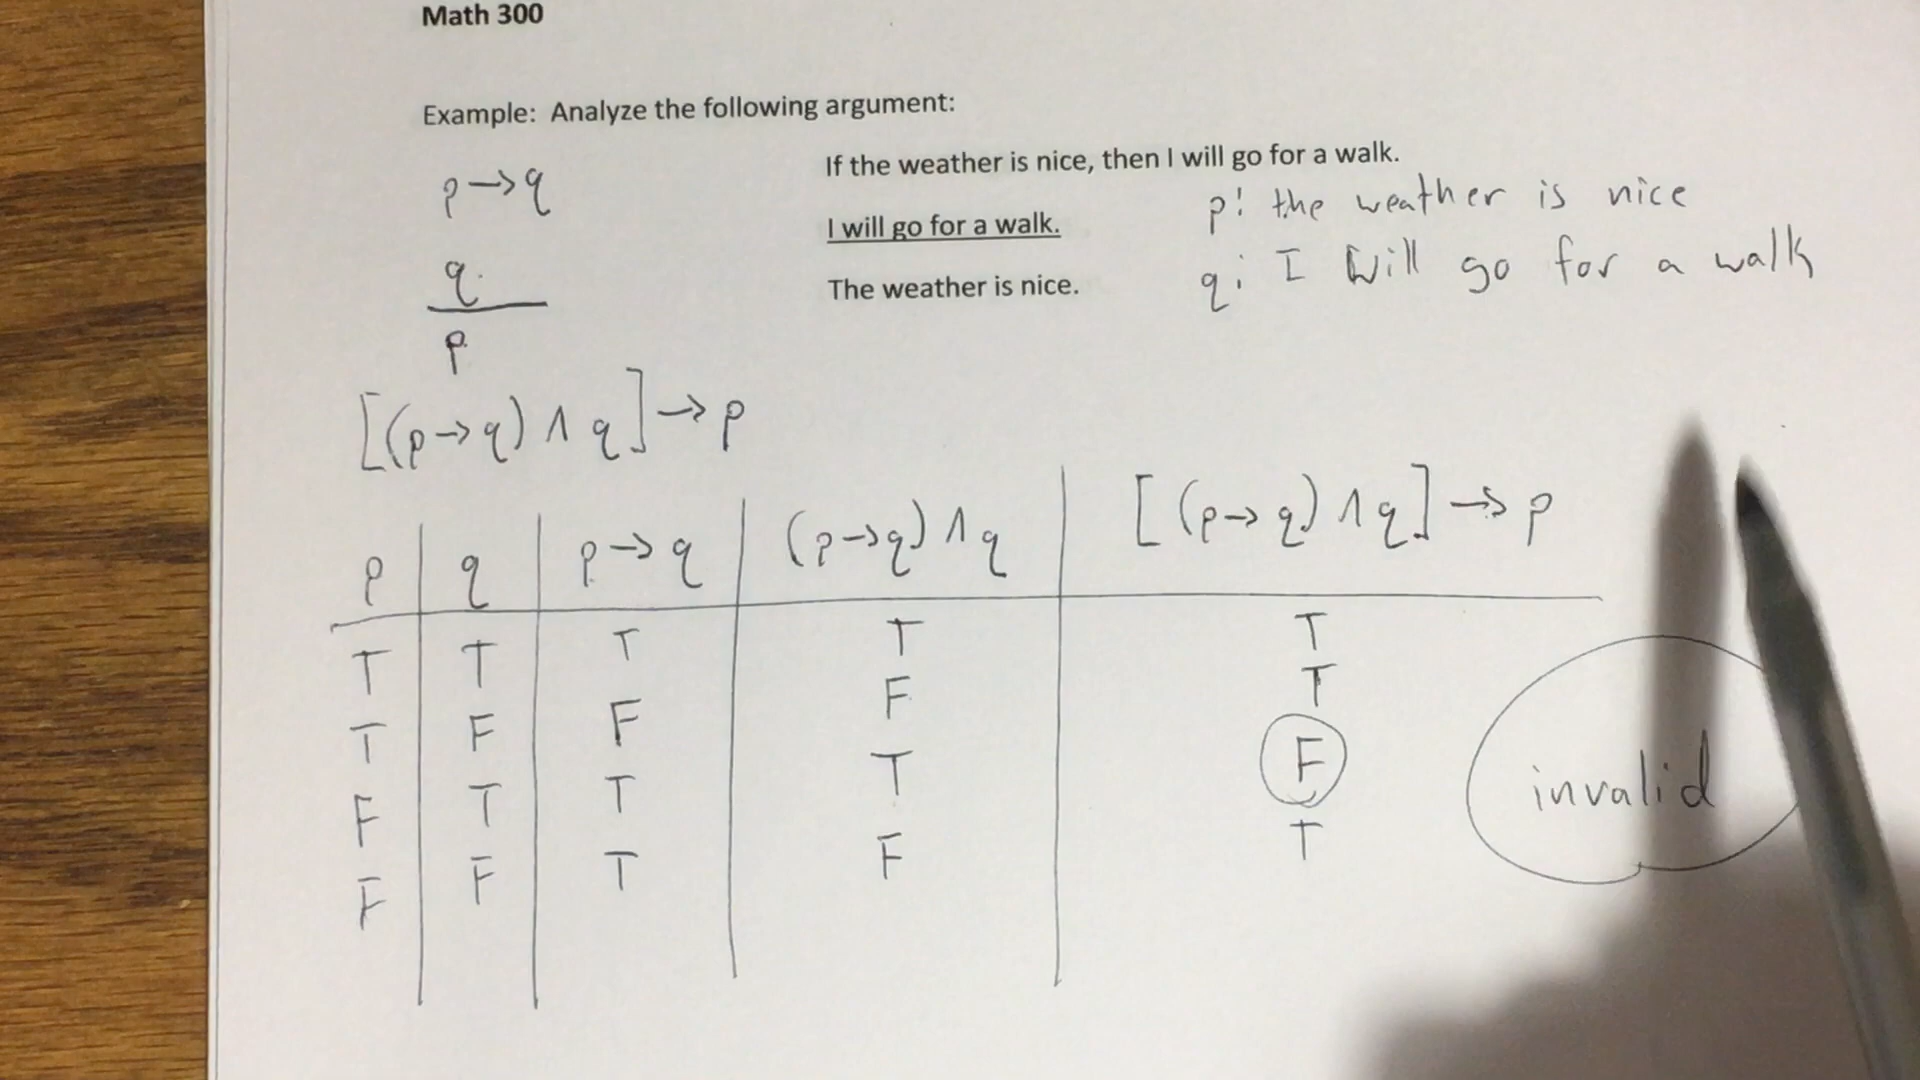 Math 300
Example: Analyze the following argument:
If the weather is nice, then I will go for a walk.
p → q
p: the weather is nice
I will go for a walk.
q
q: I will go for a walk
The weather is nice.
p
[(p → q) ∧ q] → p
p q p → q (p → q) ∧ q [(p → q) ∧ q] → p
T T T T T
T F F F T
F T T T F
F F T F T
invalid